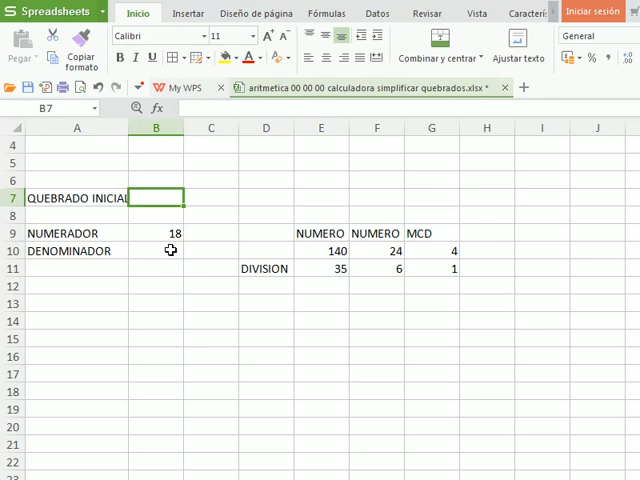 Spreadsheets
Inicio
Insertar
Diseño de página
Fórmulas
Datos
Revisar
Vista
Caracterís
Iniciar sesión
Pegar
Copiar formato
Calibri
11
A+ A-
B I U
Combinar y centrar
Ajustar texto
General
%
My WPS
aritmetica 00 00 00 calculadora simplificar quebrados.xlsx *
B7
fx
A B C D E F G H I J
4
5
6
7 QUEBRADO INICIAL
8
9 NUMERADOR 18 NUMERO NUMERO MCD
10 DENOMINADOR 140 24 4
11 DIVISION 35 6 1
12
13
14
15
16
17
18
19
20
21
22
23